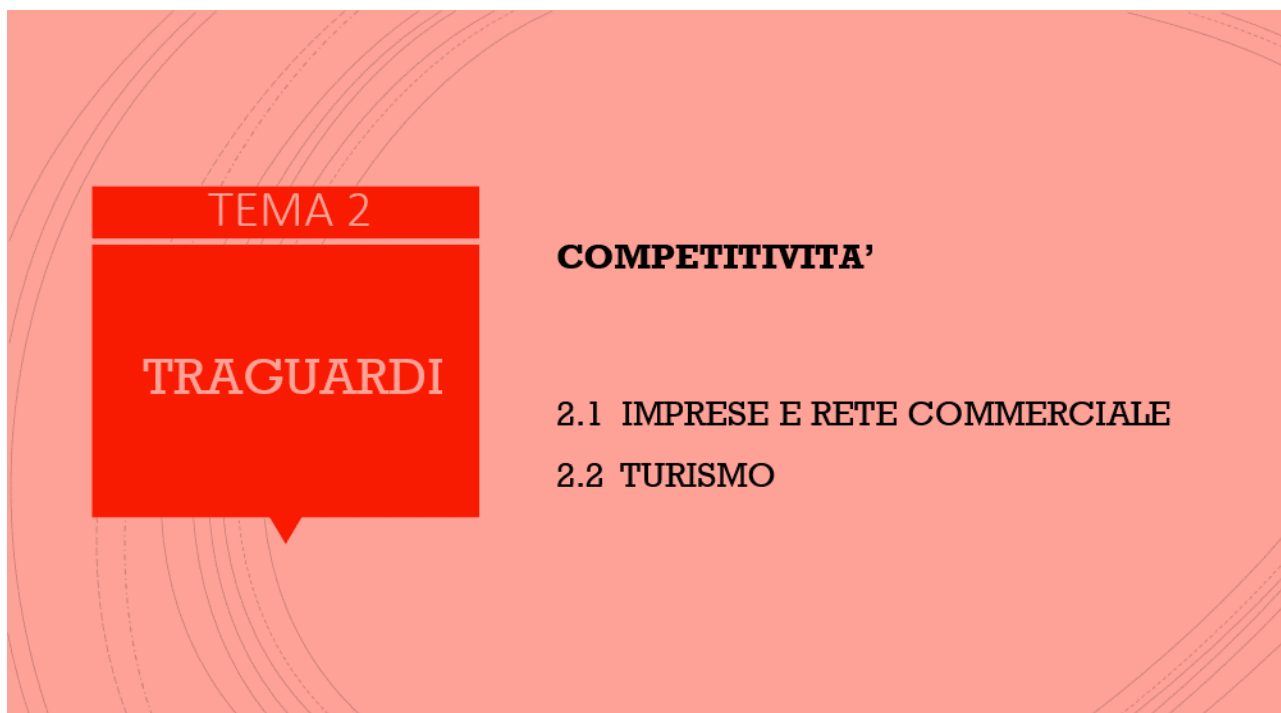 TEMA 2
TRAGUARDI
COMPETITIVITA’
2.1 IMPRESE E RETE COMMERCIALE
2.2 TURISMO